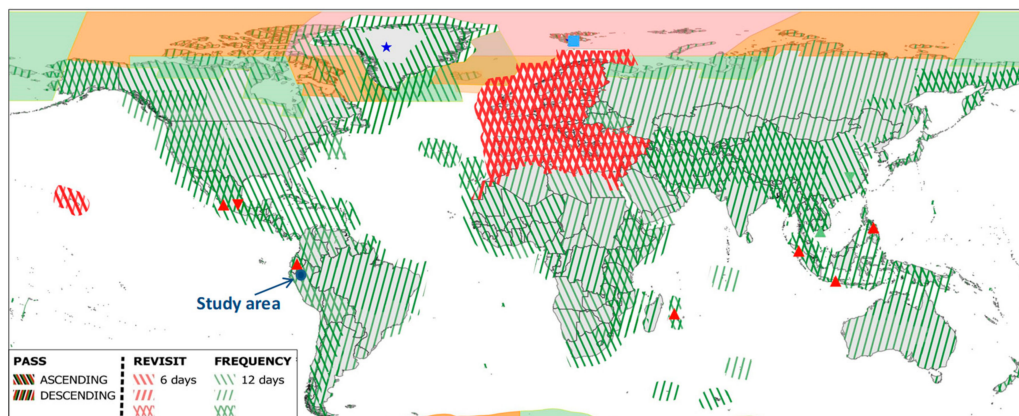 Study area
PASS REVISIT FREQUENCY
ASCENDING 6 days 12 days
DESCENDING